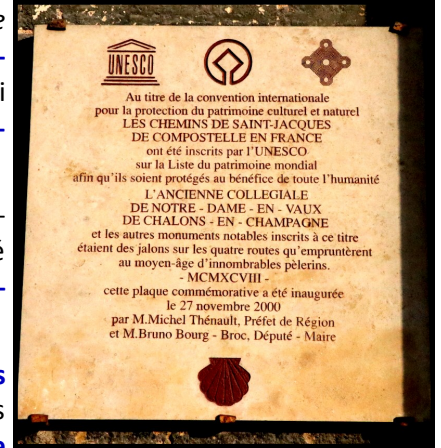 UNESCO
Au titre de la convention internationale
pour la protection du patrimoine culturel et naturel
LES CHEMINS DE SAINT-JACQUES
DE COMPOSTELLE EN FRANCE
ont été inscrits par l'UNESCO
sur la Liste du patrimoine mondial
afin qu'ils soient protégés au bénéfice de toute l'humanité
L'ANCIENNE COLLEGIALE
DE NOTRE - DAME - EN - VAUX
DE CHALONS - EN - CHAMPAGNE
et les autres monuments notables inscrits à ce titre
étaient des jalons sur les quatre routes qu'empruntèrent
au moyen-âge d'innombrables pèlerins.
- MCMXCVIII -
cette plaque commémorative a été inaugurée
le 27 novembre 2000
par M.Michel Thénault, Préfet de Région
et M.Bruno Bourg - Broc, Député - Maire